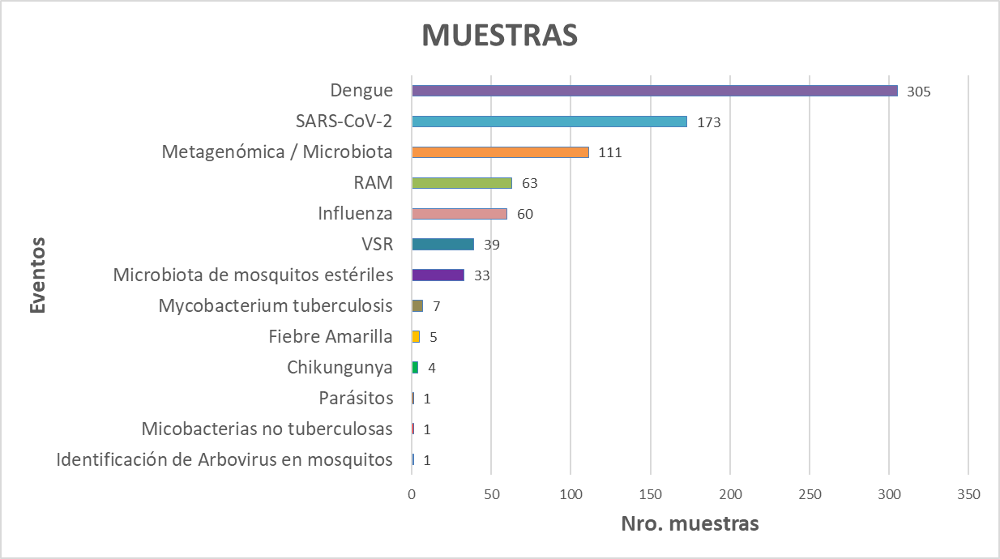 MUESTRAS
Eventos
Dengue 305
SARS-CoV-2 173
Metagenómica / Microbiota 111
RAM 63
Influenza 60
VSR 39
Microbiota de mosquitos estériles 33
Mycobacterium tuberculosis 7
Fiebre Amarilla 5
Chikungunya 4
Parásitos 1
Micobacterias no tuberculosas 1
Identificación de Arbovirus en mosquitos 1
0 50 100 150 200 250 300 350
Nro. muestras